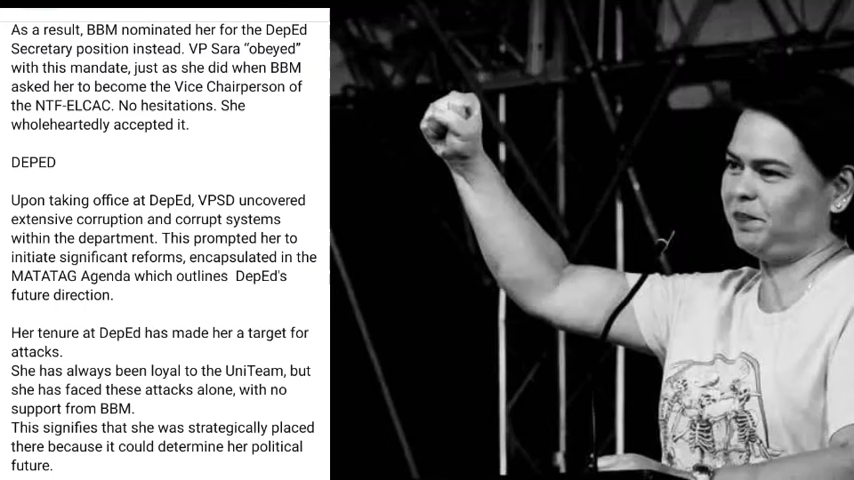 As a result, BBM nominated her for the DepEd
Secretary position instead. VP Sara “obeyed”
with this mandate, just as she did when BBM
asked her to become the Vice Chairperson of
the NTF-ELCAC. No hesitations. She
wholeheartedly accepted it.
DEPED
Upon taking office at DepEd, VPSD uncovered
extensive corruption and corrupt systems
within the department. This prompted her to
initiate significant reforms, encapsulated in the
MATATAG Agenda which outlines DepEd's
future direction.
Her tenure at DepEd has made her a target for
attacks.
She has always been loyal to the UniTeam, but
she has faced these attacks alone, with no
support from BBM.
This signifies that she was strategically placed
there because it could determine her political
future.